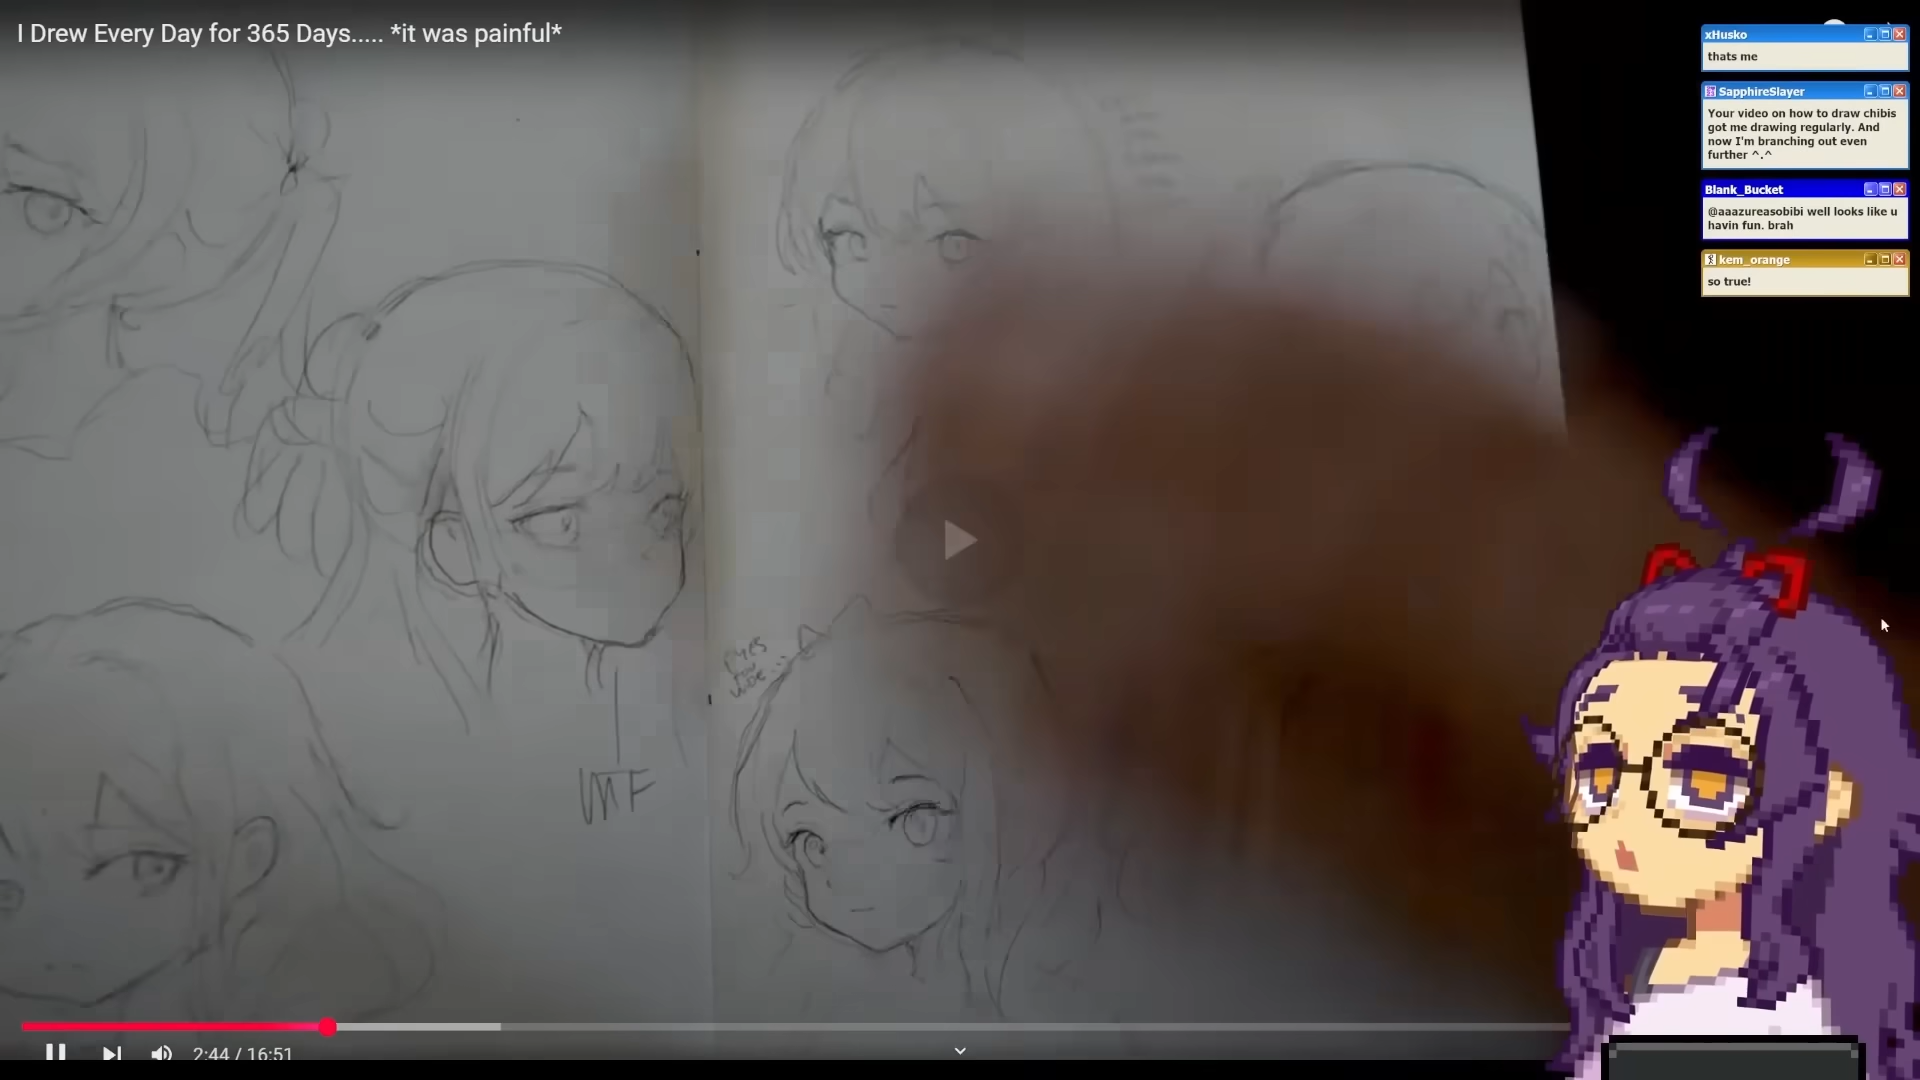 I Drew Every Day for 365 Days..... *it was painful*
xHusko
thats me
SapphireSlayer
Your video on how to draw chibis
got me drawing regularly. And
now I'm branching out even
further ^.^
Blank_Bucket
@aaazureasobibi well looks like u
havin fun. brah
kem_orange
so true!
WTF
2:44 / 16:51